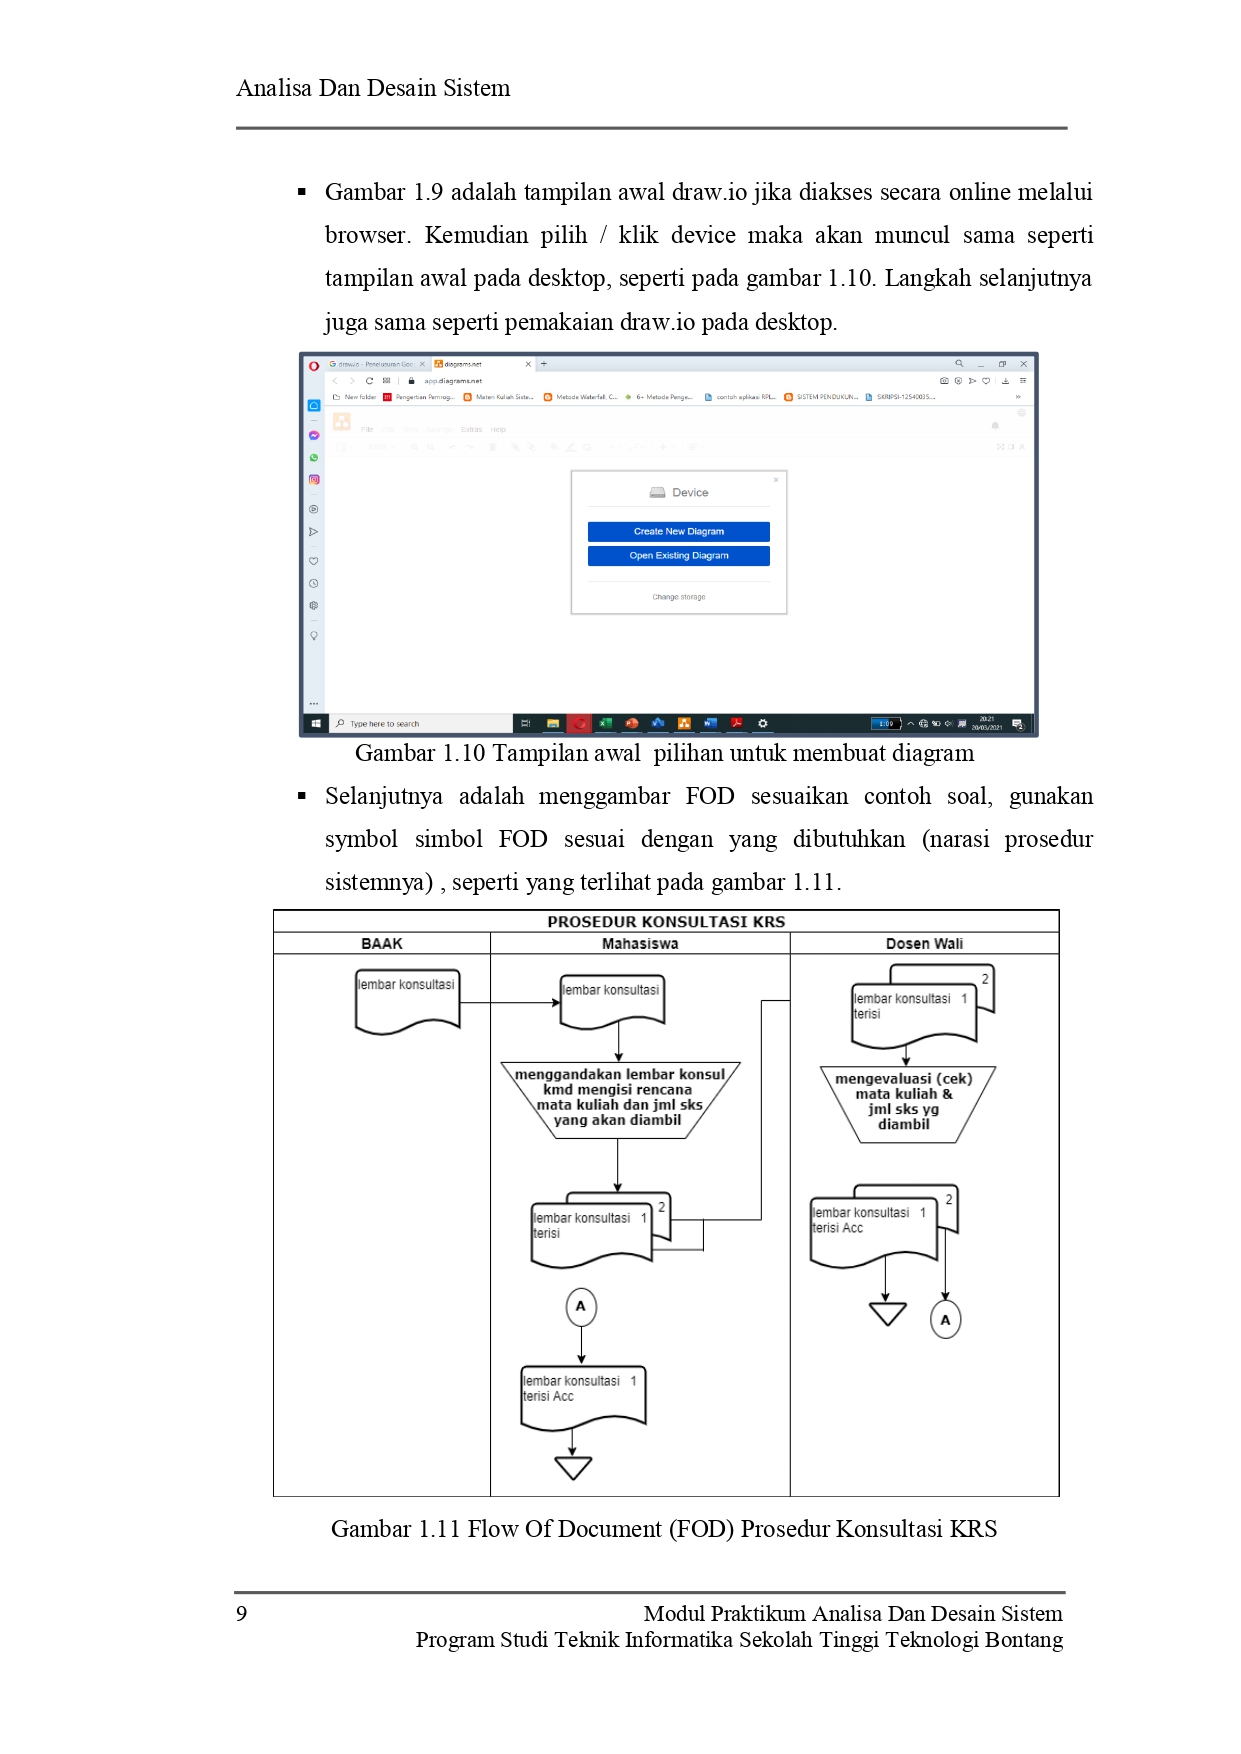 Analisa Dan Desain Sistem
▪ Gambar 1.9 adalah tampilan awal draw.io jika diakses secara online melalui
browser. Kemudian pilih / klik device maka akan muncul sama seperti
tampilan awal pada desktop, seperti pada gambar 1.10. Langkah selanjutnya
juga sama seperti pemakaian draw.io pada desktop.
draw.io - Penelusuran Goo
diagrams.net
app.diagrams.net
New folder
Pengertian Pemrog...
Materi Kuliah Siste...
Metode Waterfall, C...
6+ Metode Penge...
contoh aplikasi RPL...
SISTEM PENDUKUN...
SKRIPSI-12540035....
File
Extras
Help
Device
Create New Diagram
Open Existing Diagram
Change storage
Type here to search
1:09
20:21
20/03/2021
Gambar 1.10 Tampilan awal  pilihan untuk membuat diagram
▪ Selanjutnya adalah menggambar FOD sesuaikan contoh soal, gunakan
symbol simbol FOD sesuai dengan yang dibutuhkan (narasi prosedur
sistemnya) , seperti yang terlihat pada gambar 1.11.
PROSEDUR KONSULTASI KRS
BAAK
Mahasiswa
Dosen Wali
lembar konsultasi
lembar konsultasi
menggandakan lembar konsul
kmd mengisi rencana
mata kuliah dan jml sks
yang akan diambil
2
lembar konsultasi 1
terisi
A
lembar konsultasi 1
terisi Acc
2
lembar konsultasi 1
terisi
mengevaluasi (cek)
mata kuliah &
jml sks yg
diambil
2
lembar konsultasi 1
terisi Acc
A
Gambar 1.11 Flow Of Document (FOD) Prosedur Konsultasi KRS
9
Modul Praktikum Analisa Dan Desain Sistem
Program Studi Teknik Informatika Sekolah Tinggi Teknologi Bontang